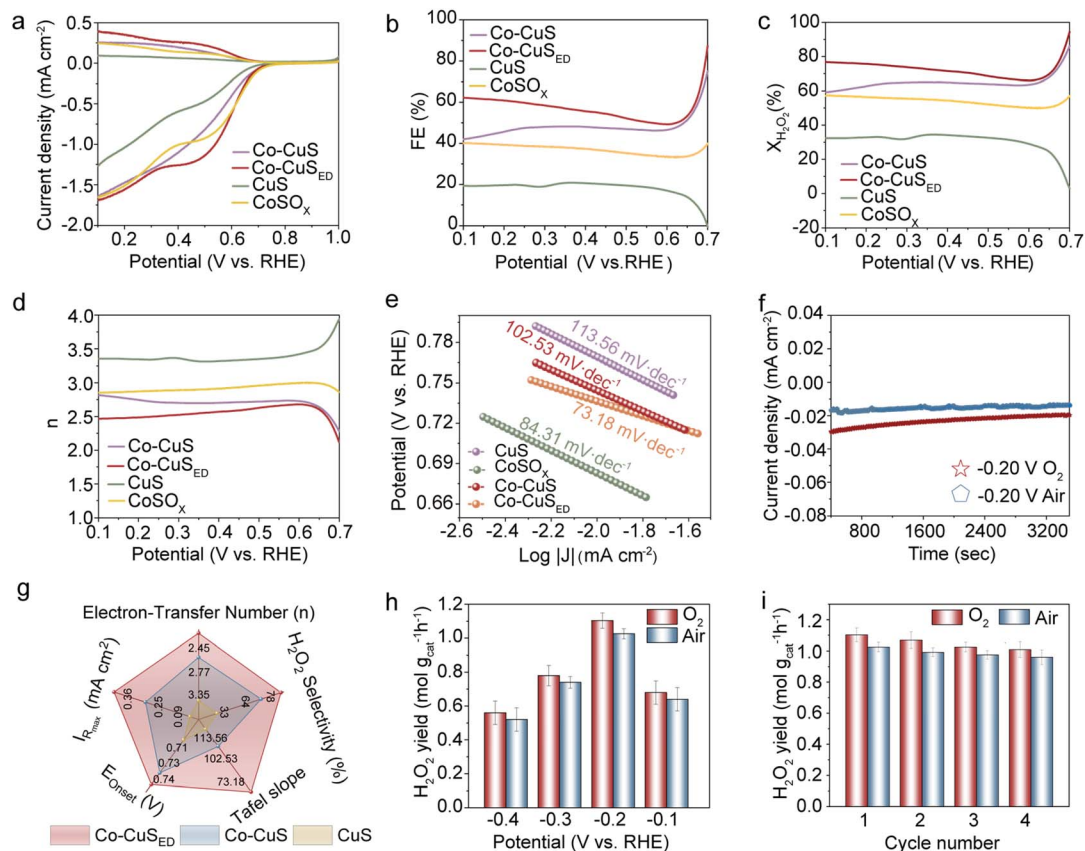 a
Current density (mA cm-2)
0.5
0.0
-0.5
-1.0
-1.5
-2.0
Co-CuS
Co-CuSED
CuS
CoSOX
0.2 0.4 0.6 0.8 1.0
Potential (V vs. RHE)
b
FE (%)
100
80
60
40
20
0
Co-CuS
Co-CuSED
CuS
CoSOX
0.1 0.2 0.3 0.4 0.5 0.6 0.7
Potential (V vs.RHE)
c
XH2O2(%)
100
80
60
40
20
0
-20
Co-CuS
Co-CuSED
CuS
CoSOX
0.1 0.2 0.3 0.4 0.5 0.6 0.7
Potential (V vs. RHE)
d
n
4.0
3.5
3.0
2.5
2.0
1.5
1.0
Co-CuS
Co-CuSED
CuS
CoSOX
0.1 0.2 0.3 0.4 0.5 0.6 0.7
Potential (V vs. RHE)
e
Potential (V vs. RHE)
0.78
0.75
0.72
0.69
0.66
113.56 mV·dec-1
102.53 mV·dec-1
73.18 mV·dec-1
84.31 mV·dec-1
CuS
CoSOX
Co-CuS
Co-CuSED
-2.6 -2.4 -2.2 -2.0 -1.8 -1.6
Log |J| (mA cm-2)
f
Current density (mA cm-2)
0.04
0.02
0.00
-0.02
-0.04
-0.06
-0.08
-0.20 V O2
-0.20 V Air
800 1600 2400 3200
Time (sec)
g
Electron-Transfer Number (n)
2.45
2.77
3.35
H2O2 Selectivity (%)
78
64
33
Tafel slope
113.56
102.53
73.18
EOnset (V)
0.71
0.73
0.74
IRmax (mA cm2)
0.36
0.25
0.09
Co-CuSED Co-CuS CuS
h
H2O2 yield (mol gcat-1h-1)
1.2
1.0
0.8
0.6
0.4
0.2
0.0
O2
Air
-0.4 -0.3 -0.2 -0.1
Potential (V vs. RHE)
i
H2O2 yield (mol gcat-1h-1)
1.4
1.2
1.0
0.8
0.6
0.4
0.2
0.0
O2 Air
1 2 3 4
Cycle number